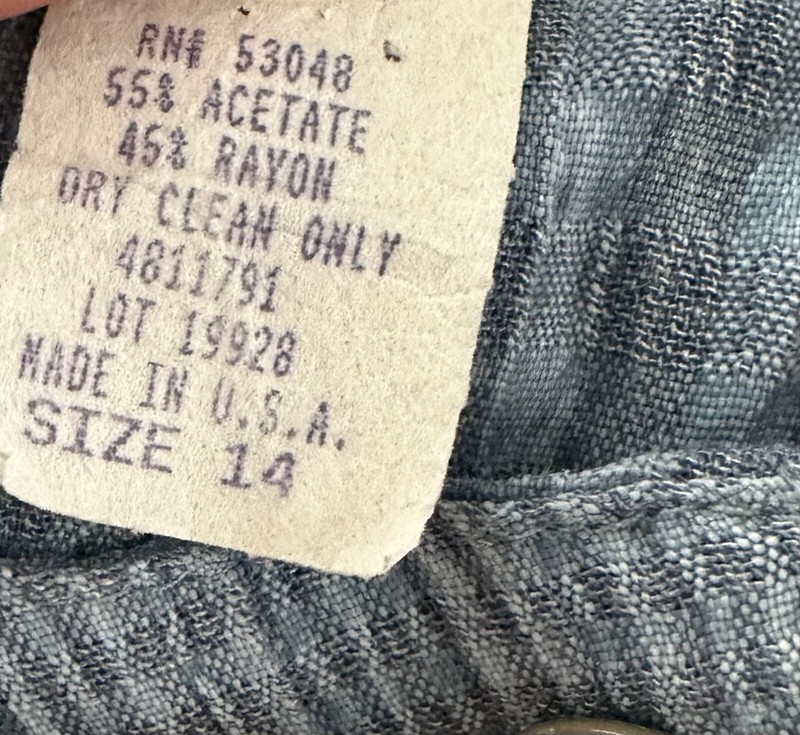 RN# 53048
55% ACETATE
45% RAYON
DRY CLEAN ONLY
4811791
LOT 19928
MADE IN U.S.A.
SIZE 14